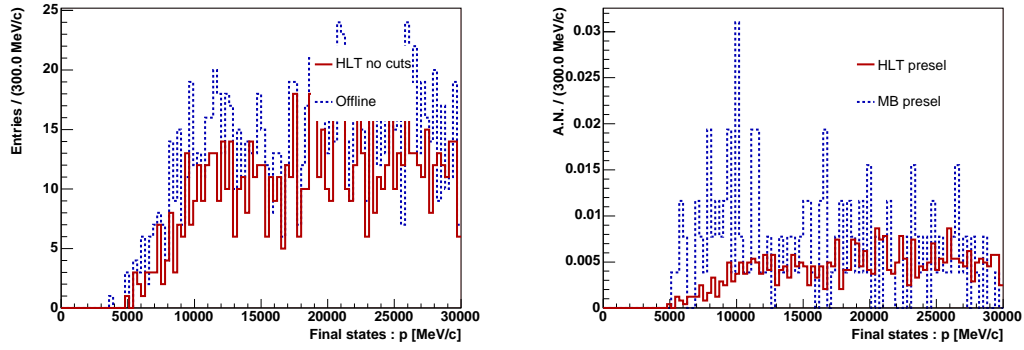 Entries / (300.0 MeV/c)
25
20
15
10
5
0
HLT no cuts
Offline
0 5000 10000 15000 20000 25000 30000
Final states : p [MeV/c]
A.N. / (300.0 MeV/c)
0.03
0.025
0.02
0.015
0.01
0.005
0
HLT presel
MB presel
0 5000 10000 15000 20000 25000 30000
Final states : p [MeV/c]